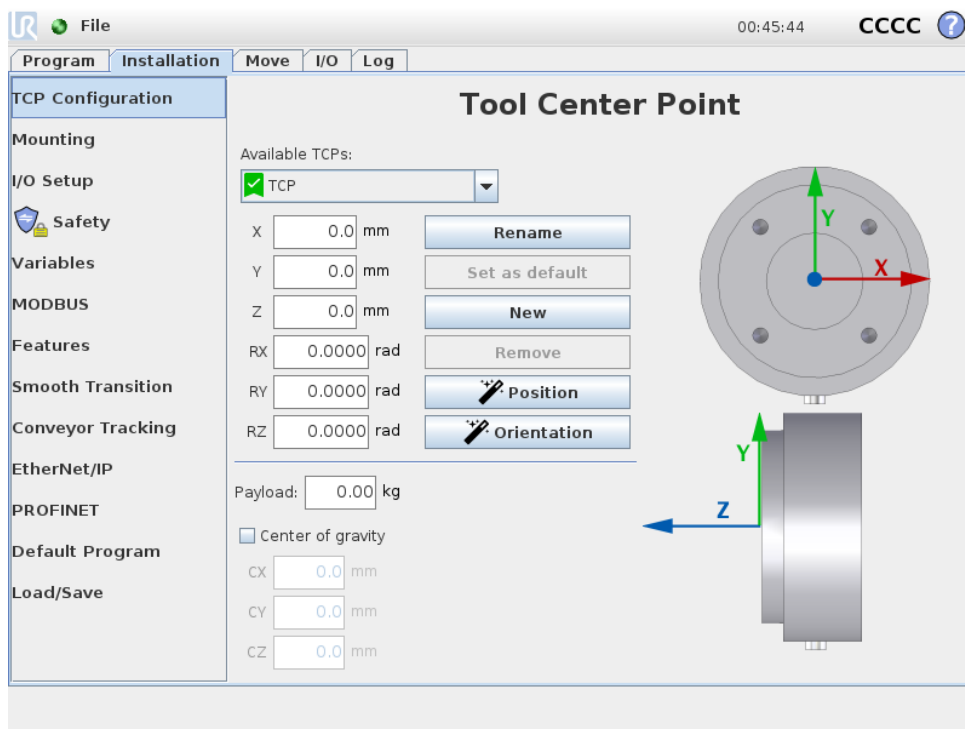 UR File 00:45:44 CCCC ?
Program Installation Move I/O Log
TCP Configuration
Mounting
I/O Setup
Safety
Variables
MODBUS
Features
Smooth Transition
Conveyor Tracking
EtherNet/IP
PROFINET
Default Program
Load/Save
Tool Center Point
Available TCPs:
TCP
X 0.0 mm Rename
Y 0.0 mm Set as default
Z 0.0 mm New
RX 0.0000 rad Remove
RY 0.0000 rad Position
RZ 0.0000 rad Orientation
Payload: 0.00 kg
Center of gravity
CX 0.0 mm
CY 0.0 mm
CZ 0.0 mm
Y
X
Y
Z